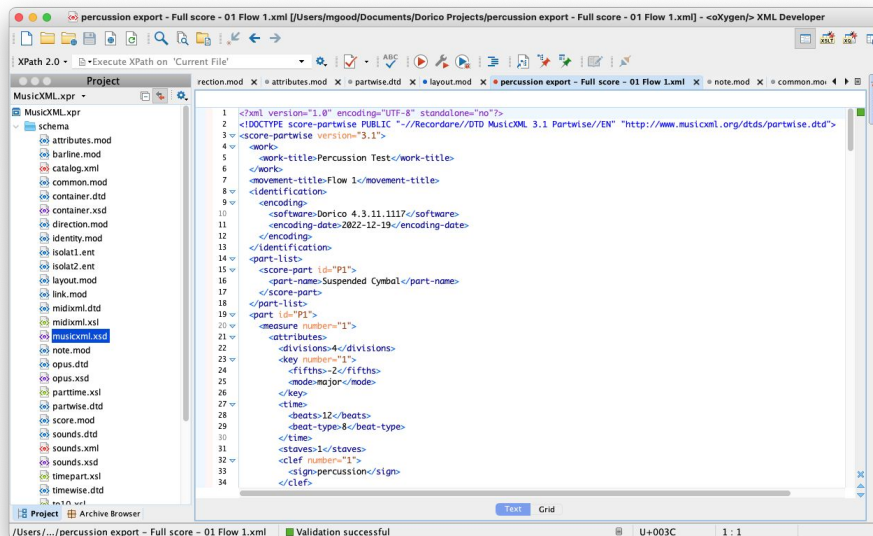 percussion export - Full score - 01 Flow 1.xml [/Users/mgood/Documents/Dorico Projects/percussion export - Full score - 01 Flow 1.xml] - <oXygen/> XML Developer
XPath 2.0 Execute XPath on 'Current File'
Project
rection.mod attributes.mod partwise.dtd layout.mod percussion export - Full score - 01 Flow 1.xml note.mod common.mo
MusicXML.xpr
MusicXML.xpr
schema
attributes.mod
barline.mod
catalog.xml
common.mod
container.dtd
container.xsd
direction.mod
identity.mod
isolat1.ent
isolat2.ent
layout.mod
link.mod
midixml.dtd
midixml.xsl
musicxml.xsd
note.mod
opus.dtd
opus.xsd
parttime.xsl
partwise.dtd
score.mod
sounds.dtd
sounds.xml
sounds.xsd
timepart.xsl
timewise.dtd
to10.xsl
Project Archive Browser
1 <?xml version="1.0" encoding="UTF-8" standalone="no"?>
2 <!DOCTYPE score-partwise PUBLIC "-//Recordare//DTD MusicXML 3.1 Partwise//EN" "http://www.musicxml.org/dtds/partwise.dtd">
3 <score-partwise version="3.1">
4 <work>
5 <work-title>Percussion Test</work-title>
6 </work>
7 <movement-title>Flow 1</movement-title>
8 <identification>
9 <encoding>
10 <software>Dorico 4.3.11.1117</software>
11 <encoding-date>2022-12-19</encoding-date>
12 </encoding>
13 </identification>
14 <part-list>
15 <score-part id="P1">
16 <part-name>Suspended Cymbal</part-name>
17 </score-part>
18 </part-list>
19 <part id="P1">
20 <measure number="1">
21 <attributes>
22 <divisions>4</divisions>
23 <key number="1">
24 <fifths>-2</fifths>
25 <mode>major</mode>
26 </key>
27 <time>
28 <beats>12</beats>
29 <beat-type>8</beat-type>
30 </time>
31 <staves>1</staves>
32 <clef number="1">
33 <sign>percussion</sign>
34 </clef>
Text Grid
/Users/.../percussion export - Full score - 01 Flow 1.xml Validation successful U+003C 1 : 1